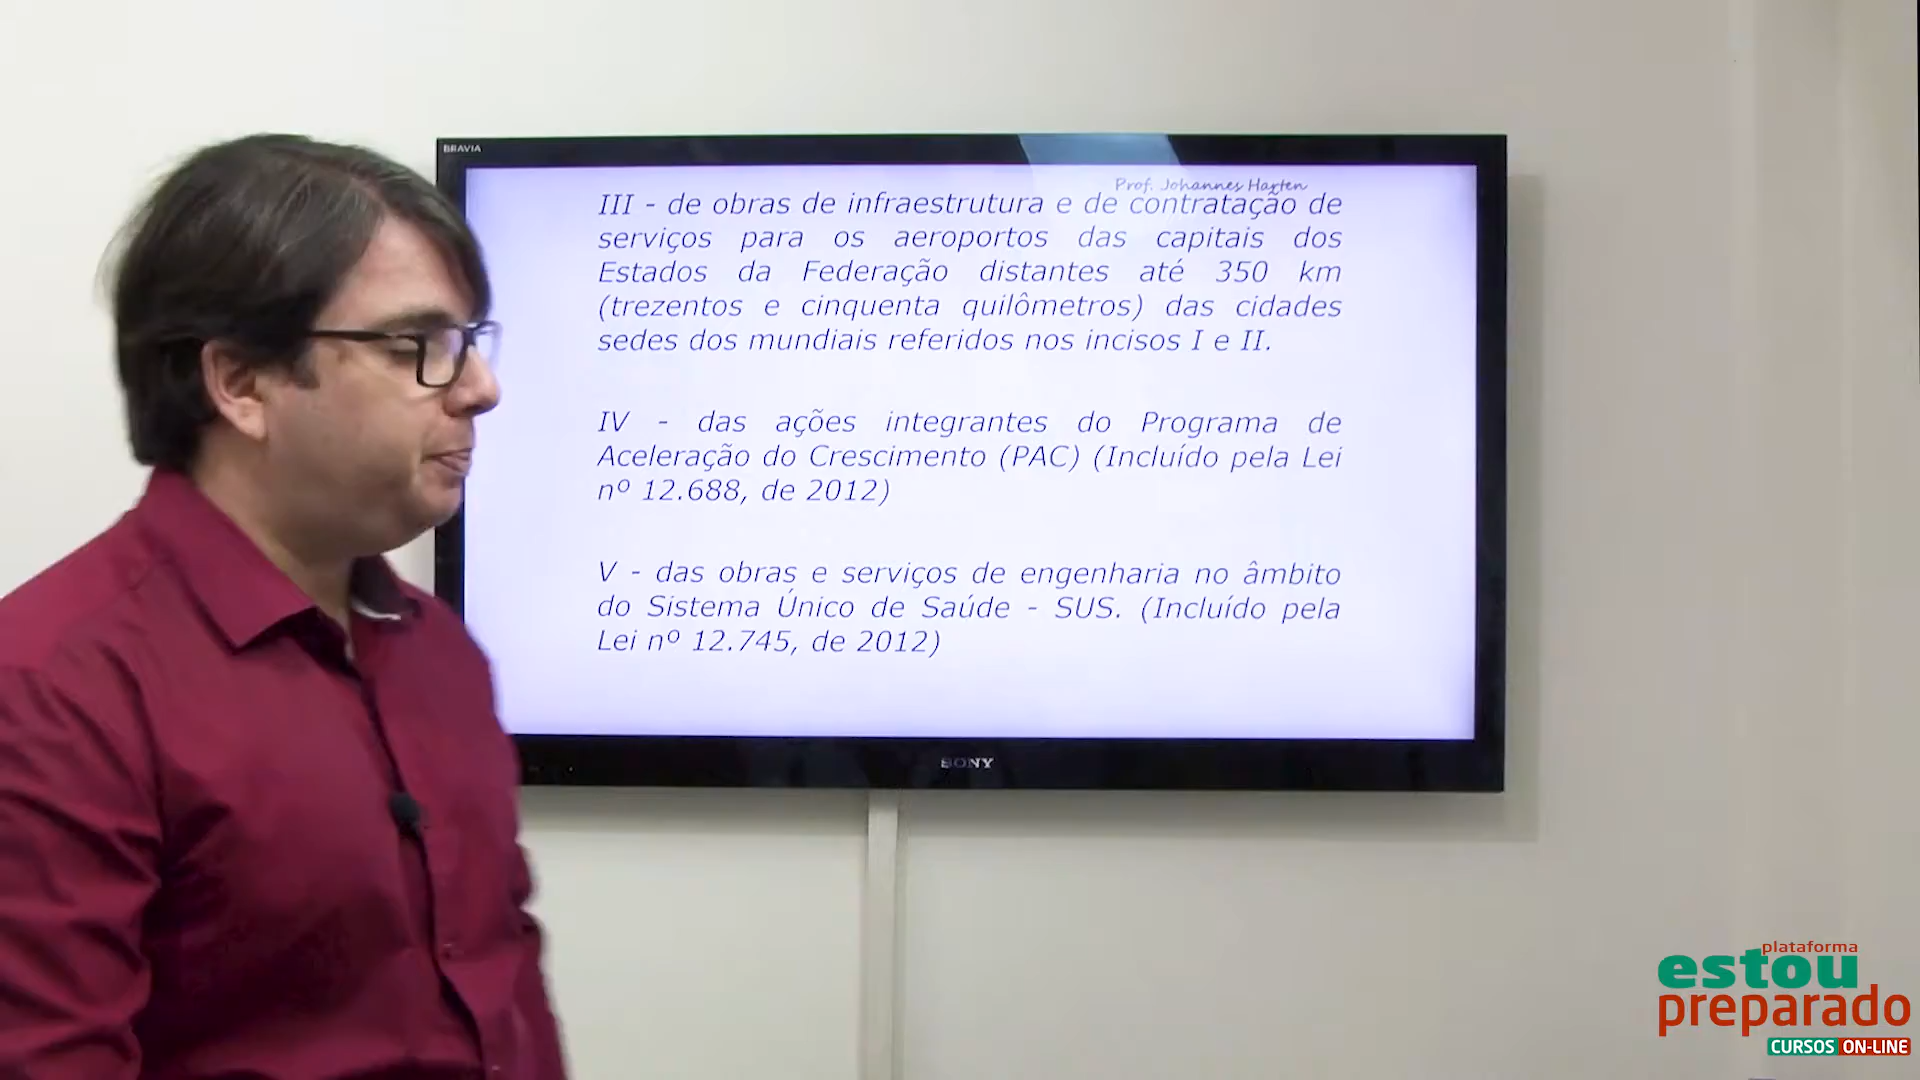 BRAVIA
Prof. Johannes Harten
III - de obras de infraestrutura e de contratação de
serviços para os aeroportos das capitais dos
Estados da Federação distantes até 350 km
(trezentos e cinquenta quilômetros) das cidades
sedes dos mundiais referidos nos incisos I e II.
IV - das ações integrantes do Programa de
Aceleração do Crescimento (PAC) (Incluído pela Lei
nº 12.688, de 2012)
V - das obras e serviços de engenharia no âmbito
do Sistema Único de Saúde - SUS. (Incluído pela
Lei nº 12.745, de 2012)
SONY
plataforma
estou
preparado
CURSOS ON-LINE